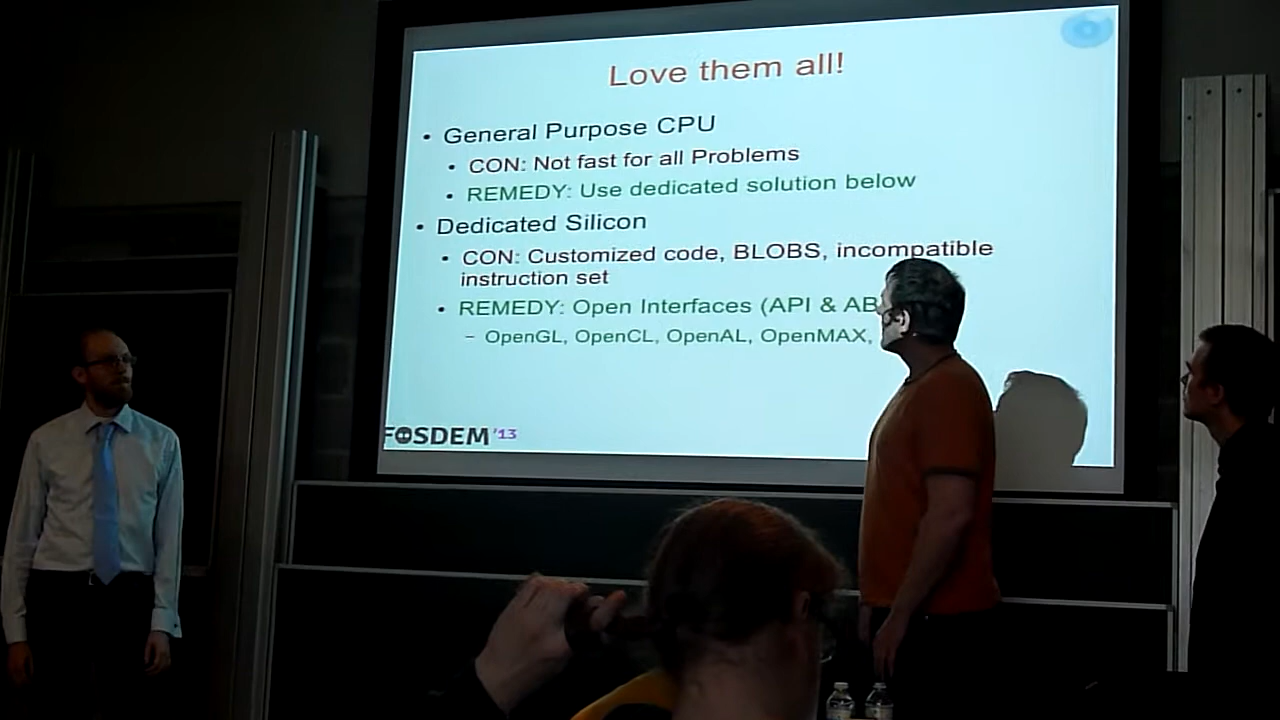 Love them all!
• General Purpose CPU
• CON: Not fast for all Problems
• REMEDY: Use dedicated solution below
• Dedicated Silicon
• CON: Customized code, BLOBS, incompatible
instruction set
• REMEDY: Open Interfaces (API & AB
– OpenGL, OpenCL, OpenAL, OpenMAX,
FOSDEM '13